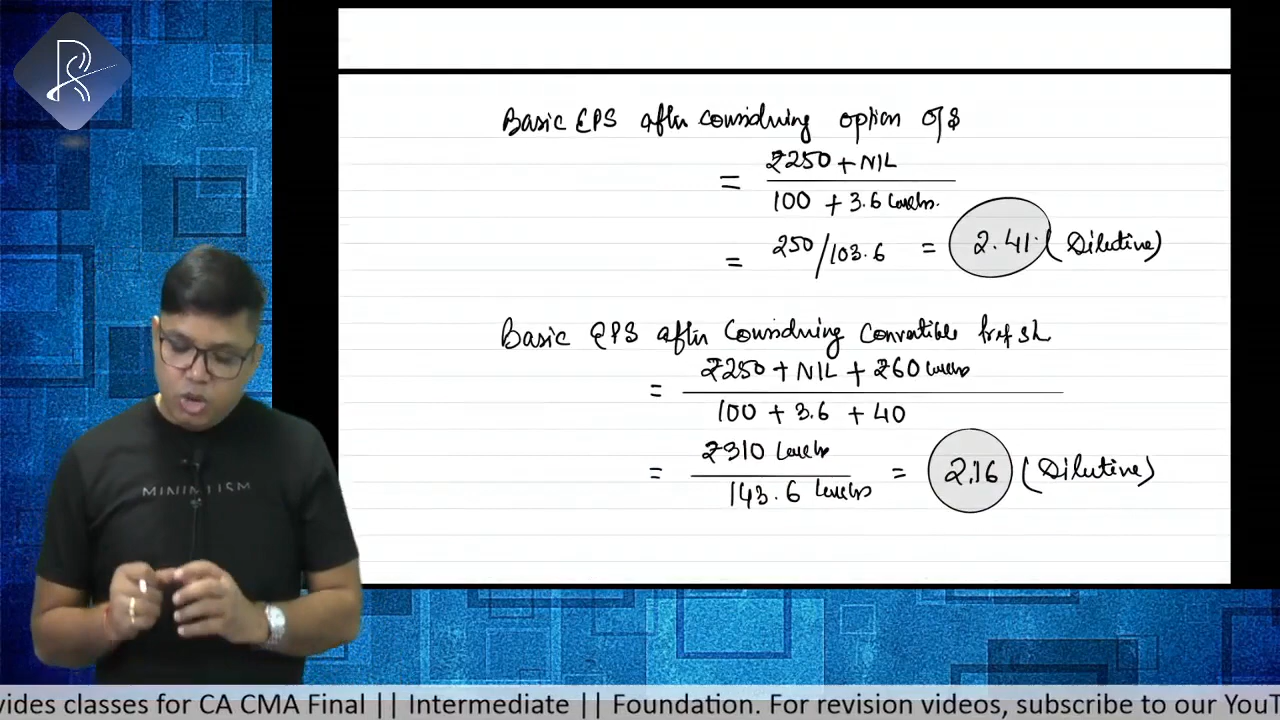 Basic EPS after considering option o/s
= ₹250 + NIL
100 + 3.6 Lakhs.
= 250/103.6 = 2.41 (Dilutive)
Basic EPS after Considering Convertible Pref sh
= ₹250 + NIL + ₹60 Lakhs
100 + 3.6 + 40
= ₹310 Lakhs
143.6 Lakhs = 2.16 (Dilutive)
MINIMLISM
vides classes for CA CMA Final || Intermediate || Foundation. For revision videos, subscribe to our YouT